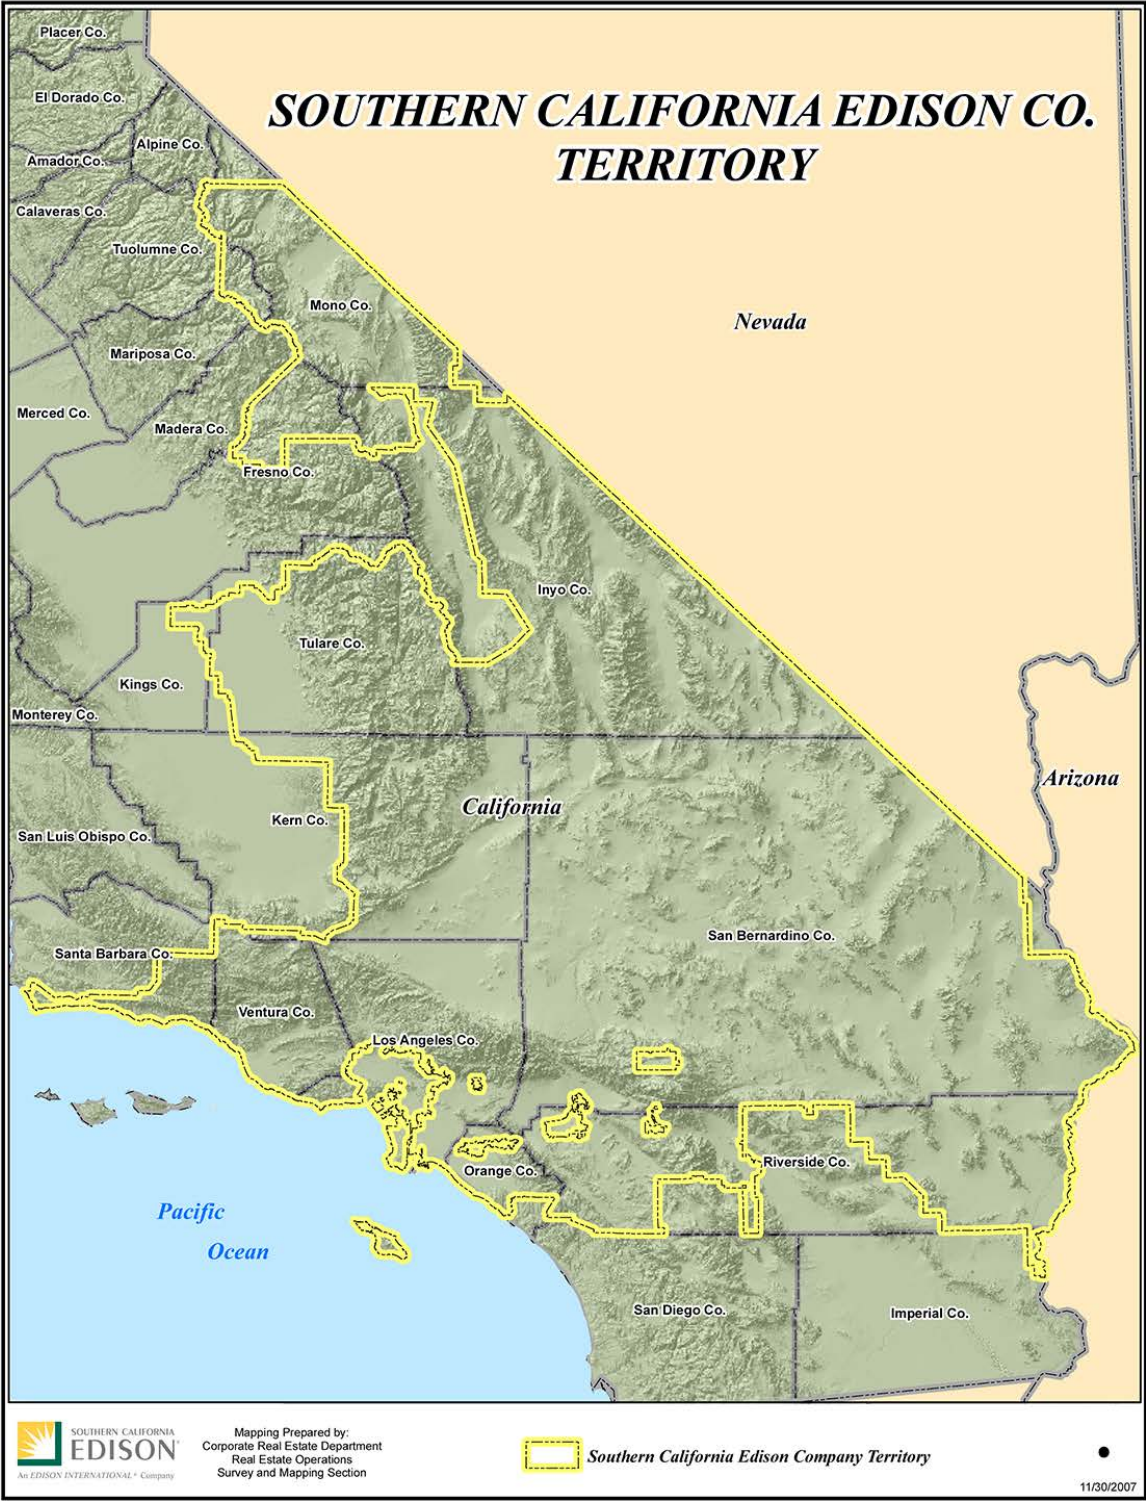 Placer Co.
SOUTHERN CALIFORNIA EDISON CO.
TERRITORY
El Dorado Co.
Alpine Co.
Amador Co.
Calaveras Co.
Tuolumne Co.
Mono Co.
Nevada
Mariposa Co.
Merced Co.
Madera Co.
Fresno Co.
Inyo Co.
Tulare Co.
Kings Co.
Monterey Co.
Arizona
California
Kern Co.
San Luis Obispo Co.
San Bernardino Co.
Santa Barbara Co.
Ventura Co.
Los Angeles Co.
Riverside Co.
Orange Co.
Pacific
Ocean
San Diego Co.
Imperial Co.
SOUTHERN CALIFORNIA
EDISON®
An EDISON INTERNATIONAL® Company
Mapping Prepared by:
Corporate Real Estate Department
Real Estate Operations
Survey and Mapping Section
Southern California Edison Company Territory
11/30/2007